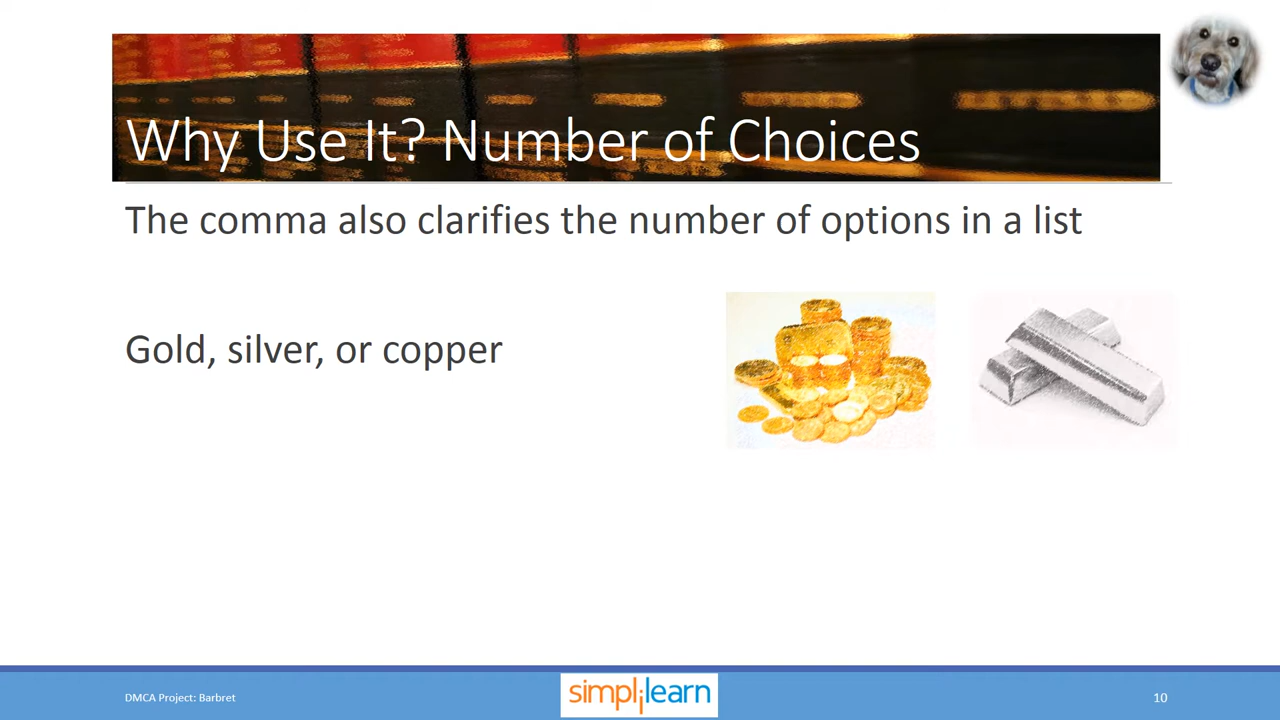 Why Use It? Number of Choices
The comma also clarifies the number of options in a list
Gold, silver, or copper
DMCA Project: Barbret
simplilearn
10